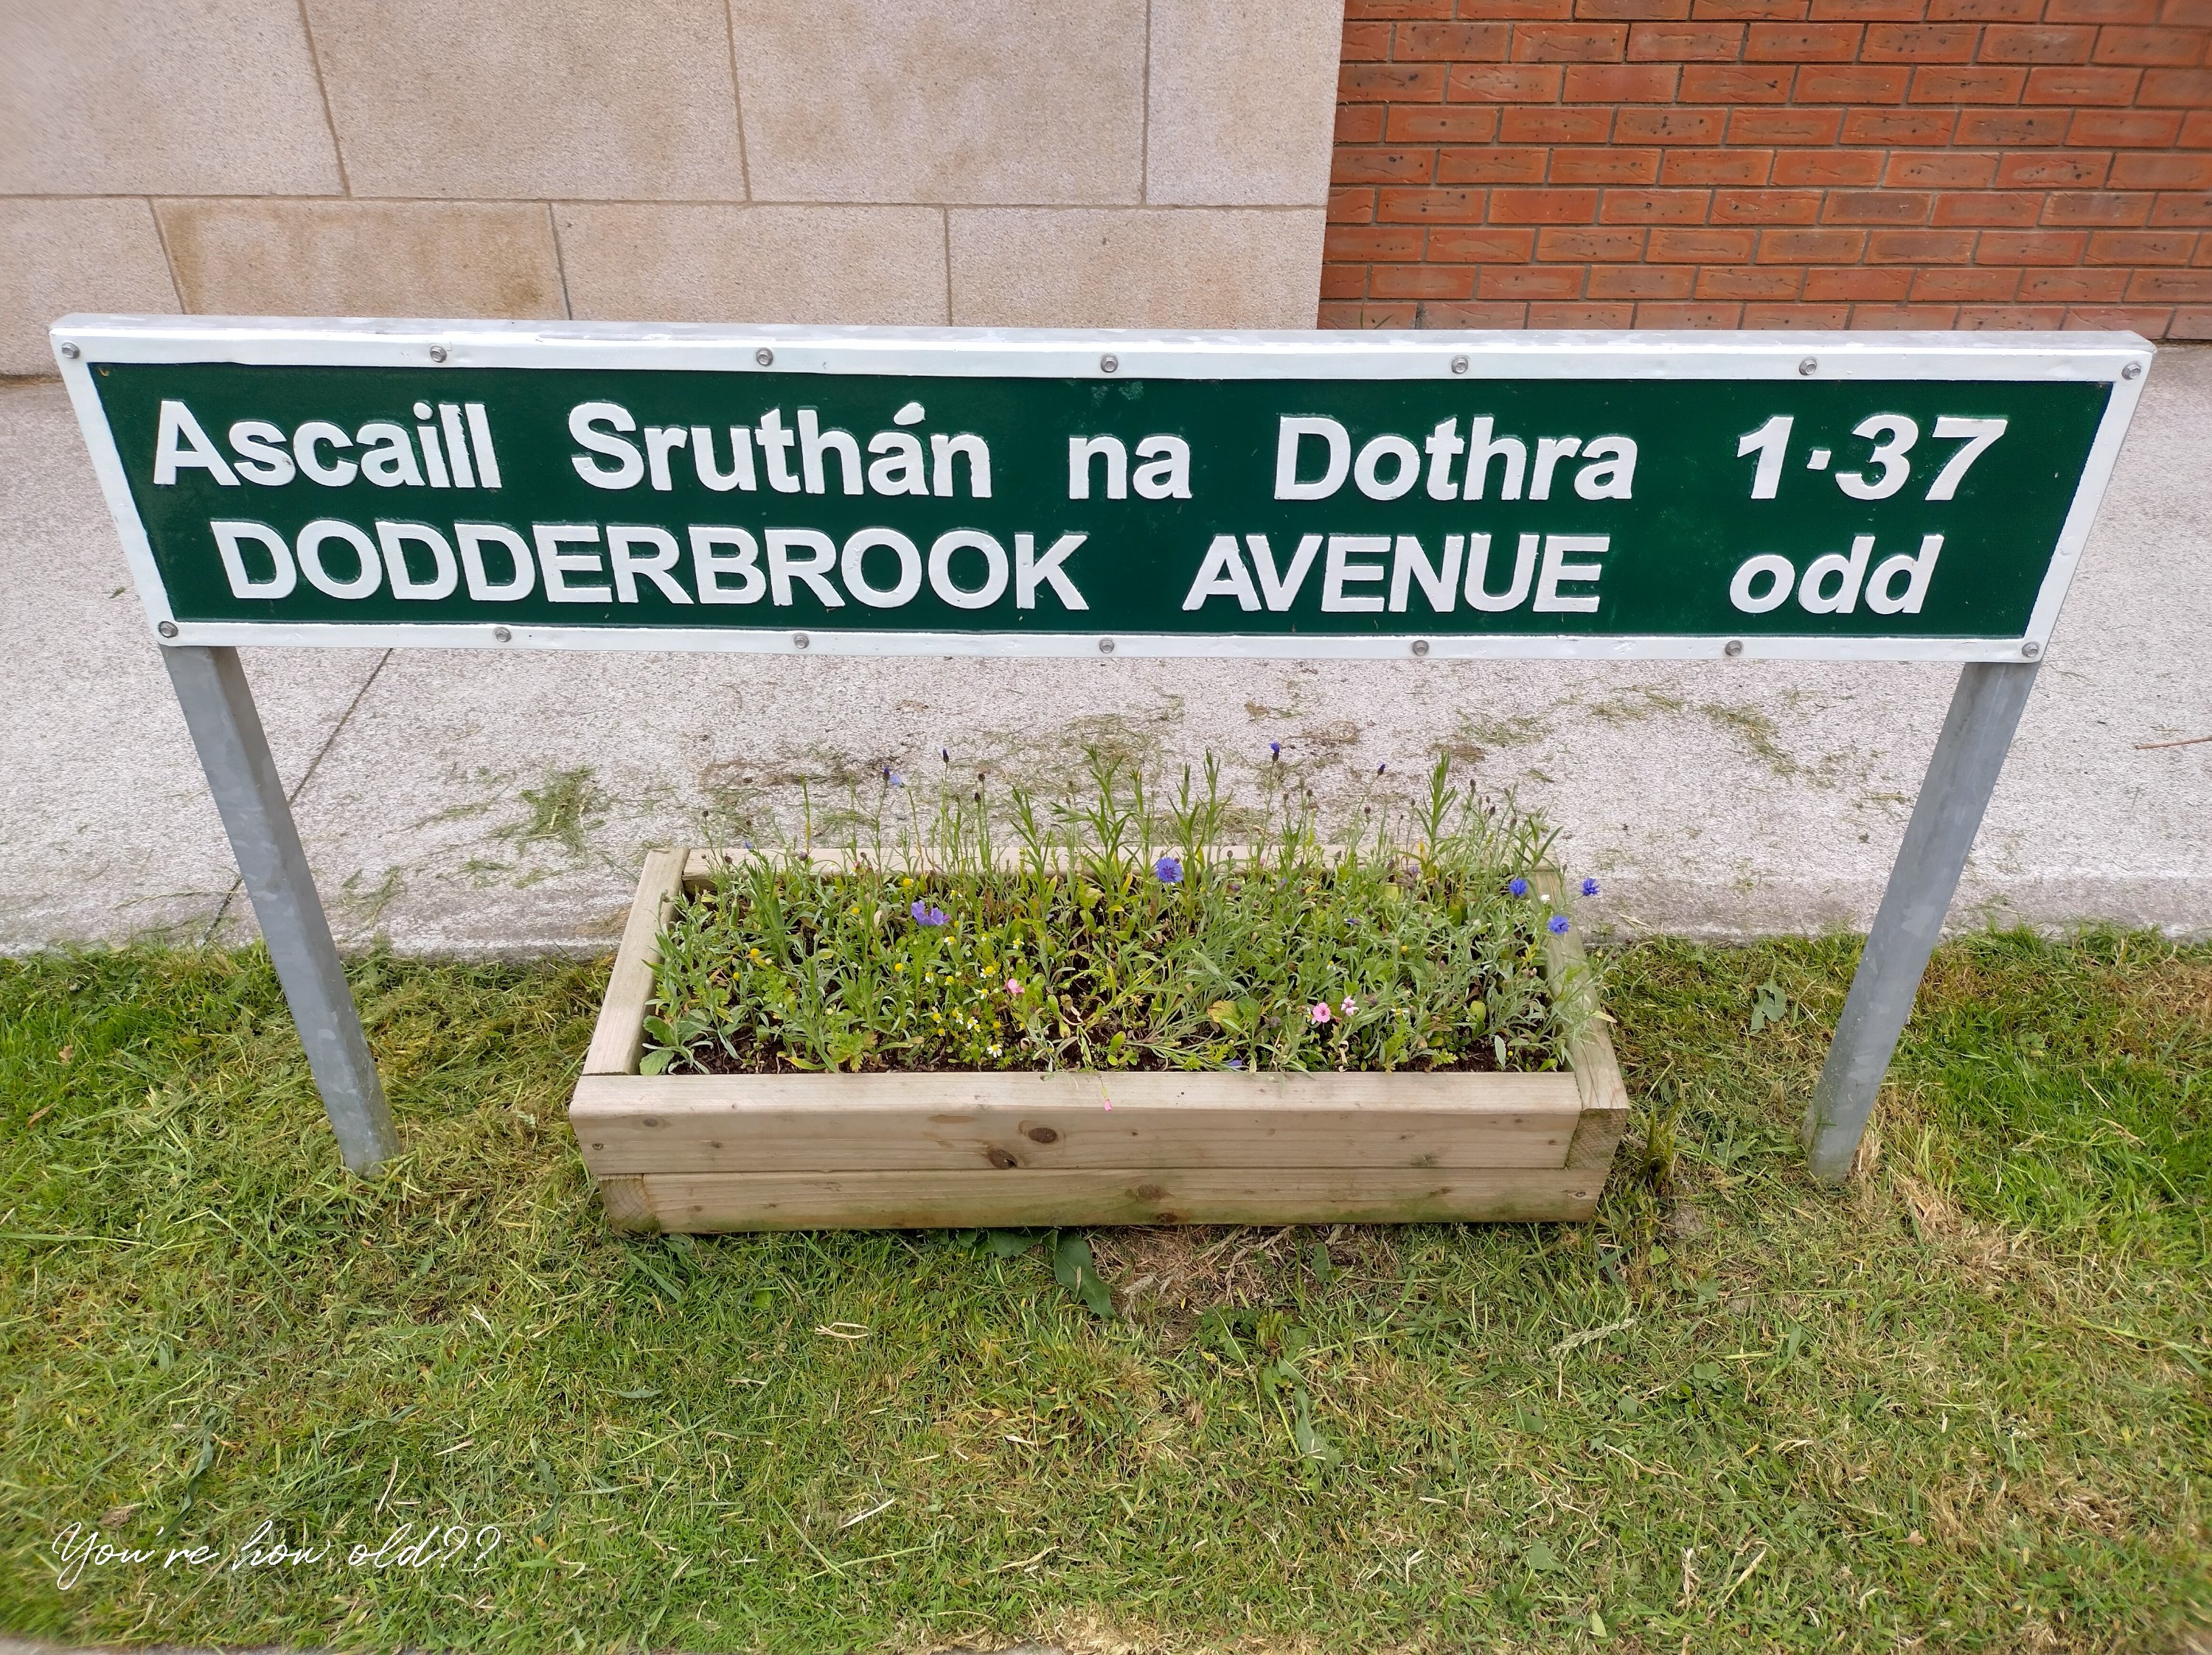 Ascaill Sruthán na Dothra 1·37
DODDERBROOK AVENUE odd
You're how old??